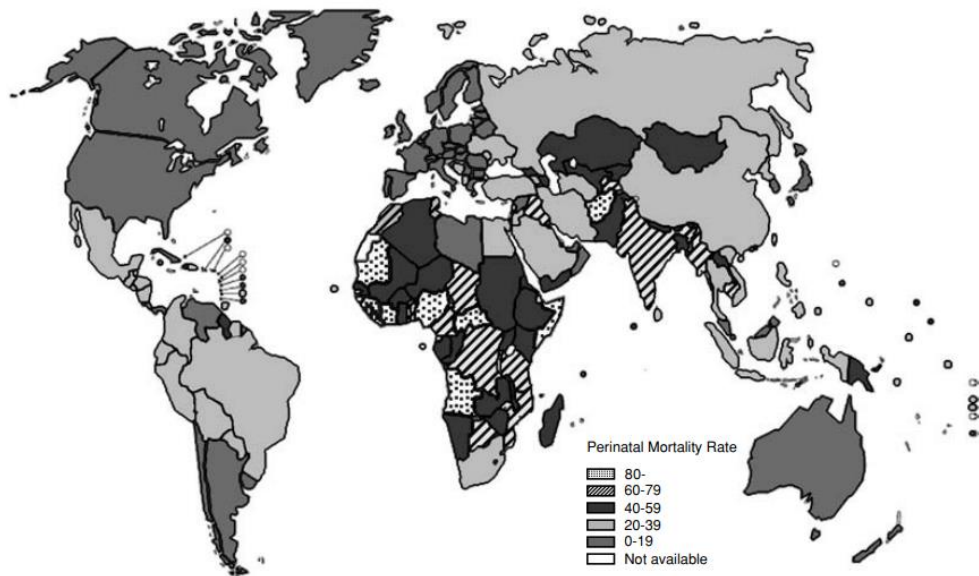 Perinatal Mortality Rate
80-
60-79
40-59
20-39
0-19
Not available